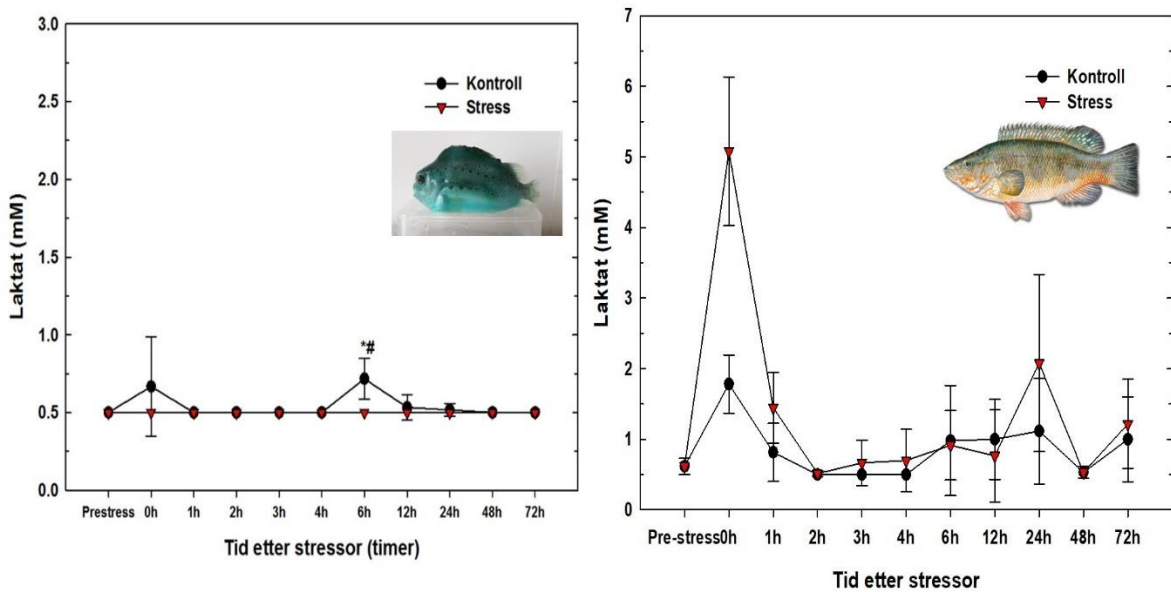 3.0
2.5
2.0
1.5
1.0
0.5
0.0
Laktat (mM)
Kontroll
Stress
*#
Prestress 0h 1h 2h 3h 4h 6h 12h 24h 48h 72h
Tid etter stressor (timer)
7
6
5
4
3
2
1
0
Laktat (mM)
Kontroll
Stress
Pre-stress 0h 1h 2h 3h 4h 6h 12h 24h 48h 72h
Tid etter stressor